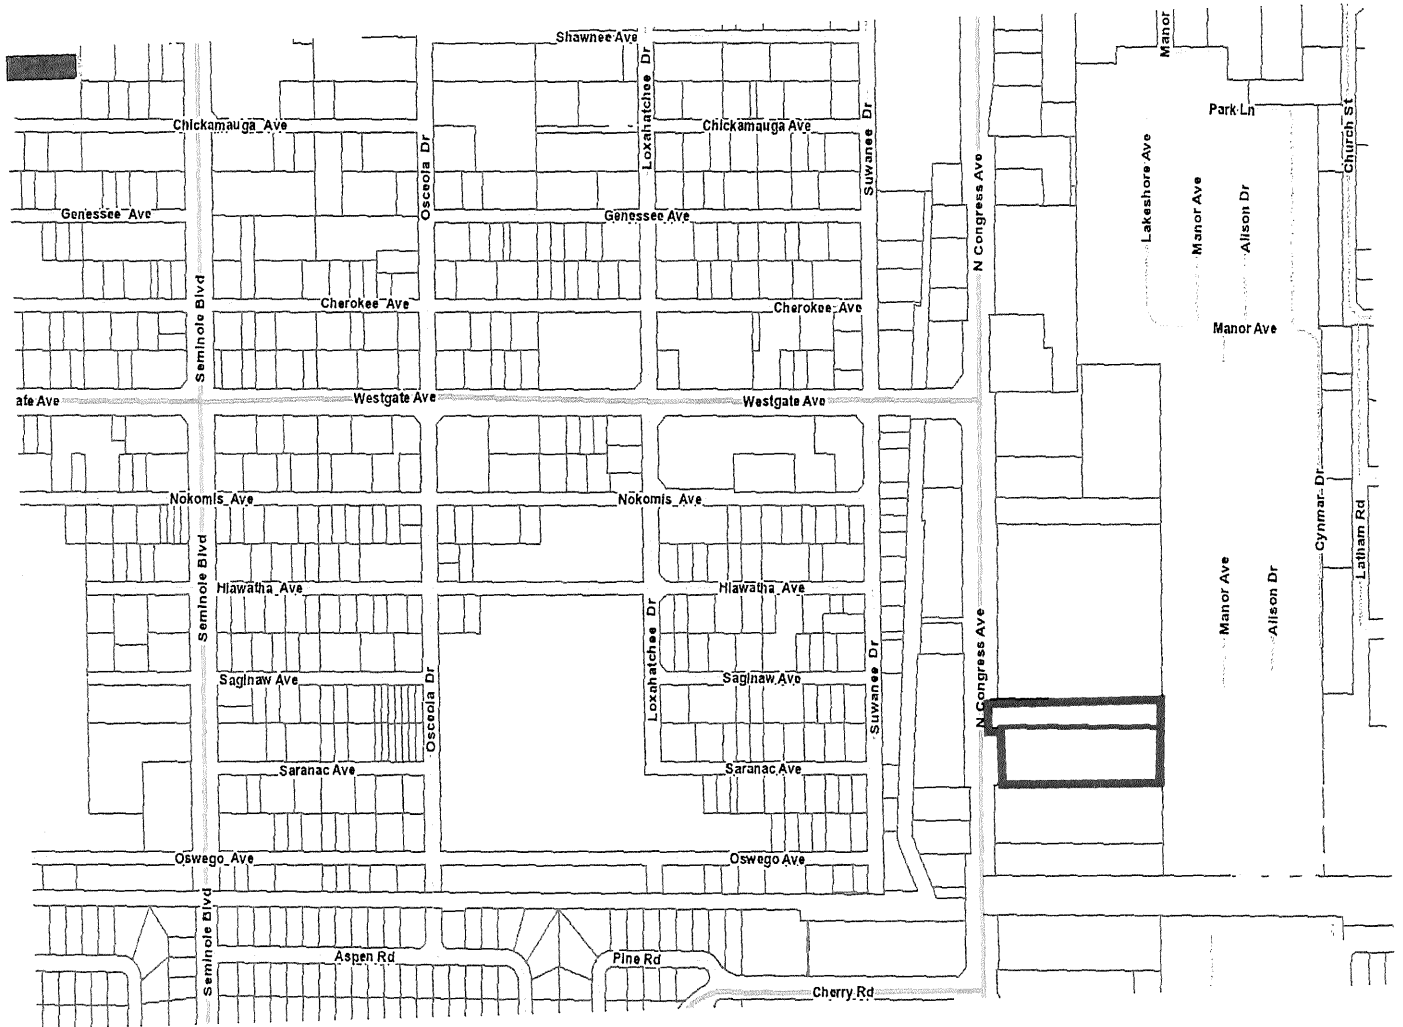 Shawnee Ave
Manor
Loxahatchee Dr
Park Ln
Chickamauga Ave
Chickamauga Ave
Osceola Dr
Suwanee Dr
Church St
Lakeshore Ave
Manor Ave
Alison Dr
N Congress Ave
Genessee Ave
Genessee Ave
Seminole Blvd
Cherokee Ave
Cherokee Ave
Manor Ave
ate Ave
Westgate Ave
Westgate Ave
Nokomis Ave
Nokomis Ave
Cynmar Dr
Latham Rd
Seminole Blvd
Hiawatha Ave
Hiawatha Ave
Manor Ave
Alison Dr
Loxahatchee Dr
N Congress Ave
Saginaw Ave
Saginaw Ave
Osceola Dr
Suwanee Dr
Saranac Ave
Saranac Ave
Oswego Ave
Oswego Ave
Seminole Blvd
Aspen Rd
Pine Rd
Cherry Rd